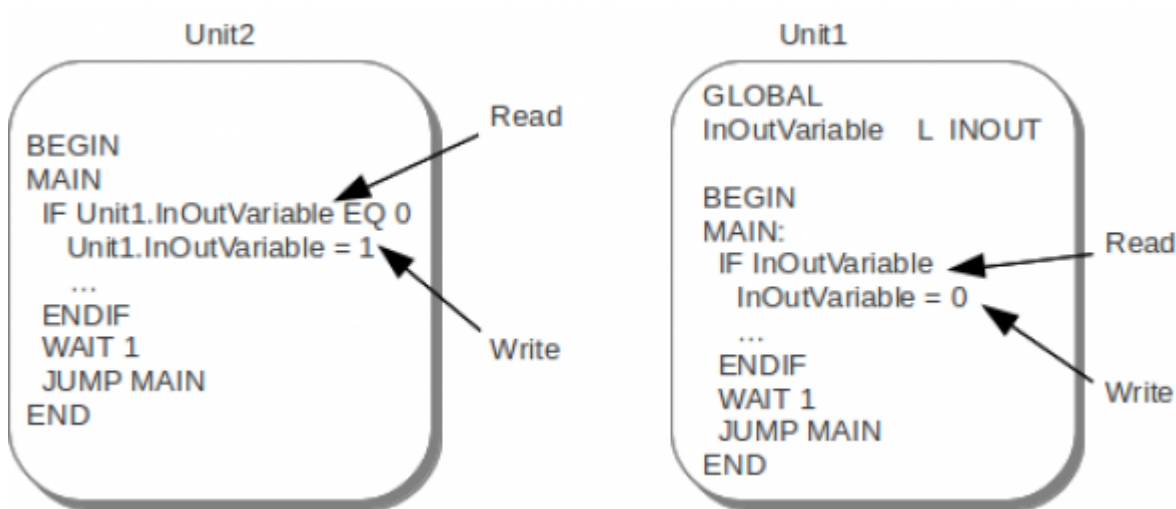 Unit2
BEGIN
MAIN
IF Unit1.InOutVariable EQ 0
Unit1.InOutVariable = 1
...
ENDIF
WAIT 1
JUMP MAIN
END
Read
Write
Unit1
GLOBAL
InOutVariable L INOUT
BEGIN
MAIN:
IF InOutVariable
InOutVariable = 0
...
ENDIF
WAIT 1
JUMP MAIN
END
Read
Write